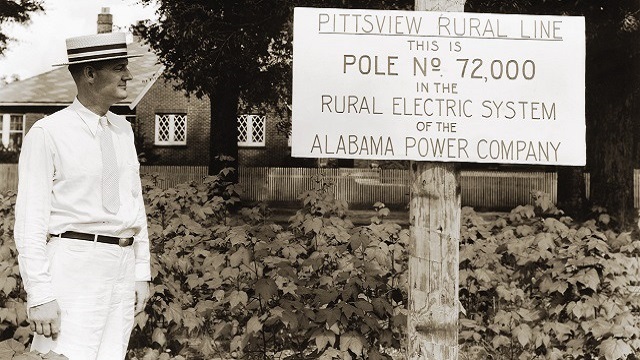 PITTSVIEW RURAL LINE
THIS IS
POLE Nº. 72,000
IN THE
RURAL ELECTRIC SYSTEM
OF THE
ALABAMA POWER COMPANY